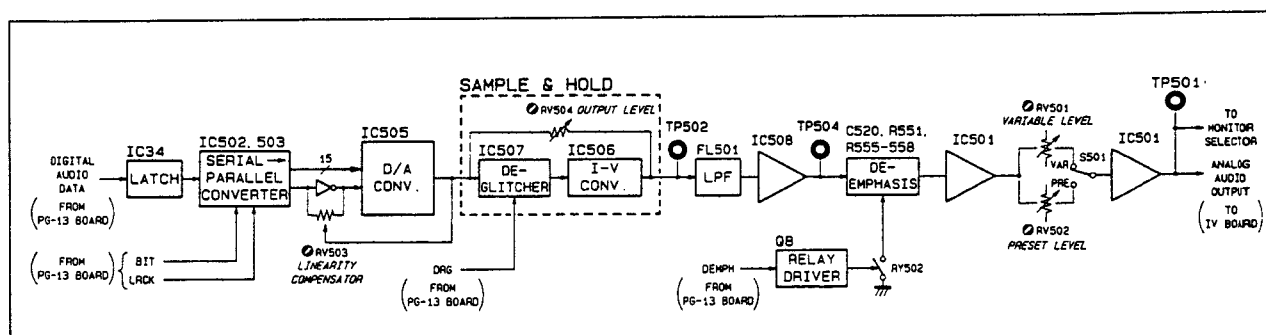 SAMPLE & HOLD
RV504 OUTPUT LEVEL
IC34
LATCH
IC502, 503
SERIAL
PARALLEL
CONVERTER
15
IC505
D/A
CONV.
IC507
DE-
GLITCHER
IC506
I-V
CONV.
TP502
FL501
LPF
IC508
TP504
C520, R551,
R555-558
DE-
EMPHASIS
IC501
RV501
VARIABLE LEVEL
VAR
S501
PRE
RV502
PRESET LEVEL
IC501
TP501
TO
MONITOR
SELECTOR
ANALOG
AUDIO
OUTPUT
(TO
IV BOARD)
DIGITAL
AUDIO
DATA
(FROM
PG-13 BOARD)
(FROM
PG-13 BOARD)
BIT
LRCK
RV503
LINEARITY
COMPENSATOR
DRG
(FROM
PG-13 BOARD)
DEMPH
(FROM
PG-13 BOARD)
Q8
RELAY
DRIVER
RY502